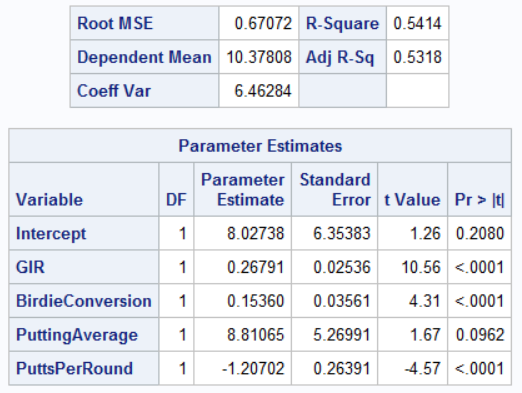 Root MSE 0.67072 R-Square 0.5414
Dependent Mean 10.37808 Adj R-Sq 0.5318
Coeff Var 6.46284
Parameter Estimates
Variable DF Parameter Estimate Standard Error t Value Pr > |t|
Intercept 1 8.02738 6.35383 1.26 0.2080
GIR 1 0.26791 0.02536 10.56 <.0001
BirdieConversion 1 0.15360 0.03561 4.31 <.0001
PuttingAverage 1 8.81065 5.26991 1.67 0.0962
PuttsPerRound 1 -1.20702 0.26391 -4.57 <.0001